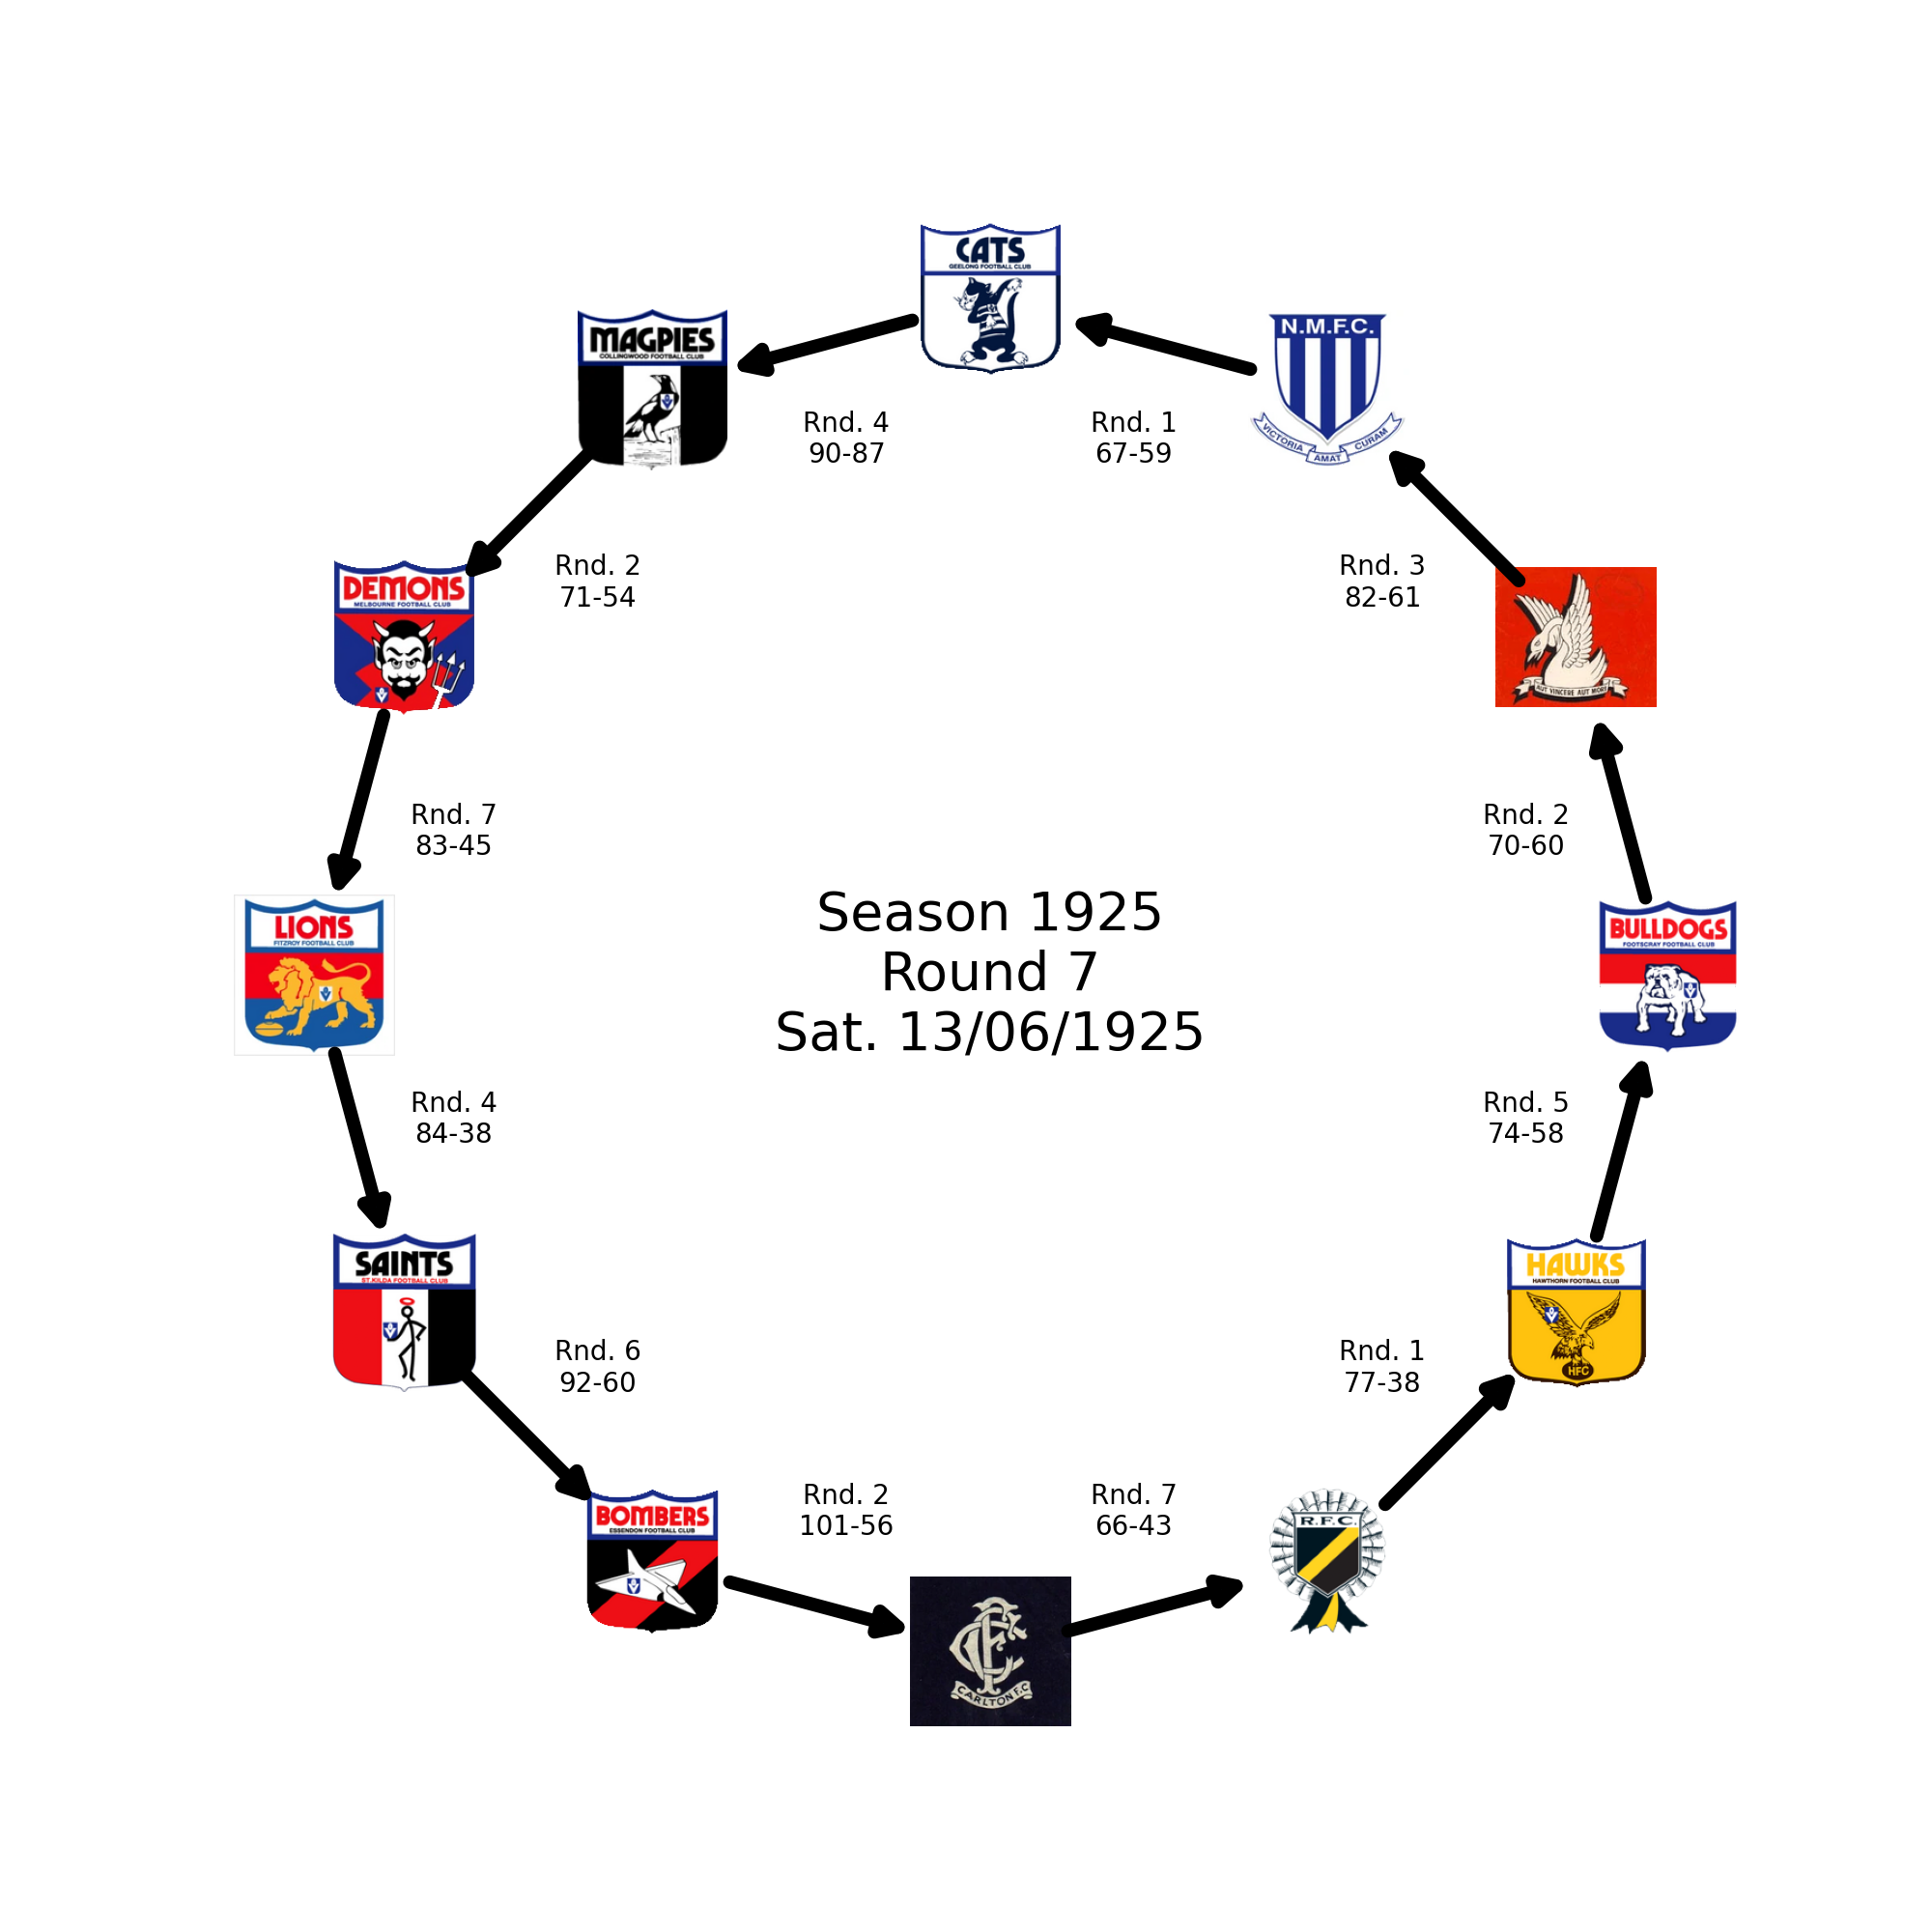 CATS
GEELONG FOOTBALL CLUB
MAGPIES
COLLINGWOOD FOOTBALL CLUB
N.M.F.C.
VICTORIA AMAT CURAM
Rnd. 4
90-87
Rnd. 1
67-59
DEMONS
MELBOURNE FOOTBALL CLUB
Rnd. 2
71-54
Rnd. 3
82-61
AUT VINCERE AUT MORI
Rnd. 7
83-45
Rnd. 2
70-60
LIONS
FITZROY FOOTBALL CLUB
Season 1925
Round 7
Sat. 13/06/1925
BULLDOGS
FOOTSCRAY FOOTBALL CLUB
Rnd. 4
84-38
Rnd. 5
74-58
SAINTS
ST.KILDA FOOTBALL CLUB
HAWKS
HAWTHORN FOOTBALL CLUB
HFC
Rnd. 6
92-60
Rnd. 1
77-38
BOMBERS
ESSENDON FOOTBALL CLUB
Rnd. 2
101-56
Rnd. 7
66-43
R.F.C.
CFC
CARLTON F.C